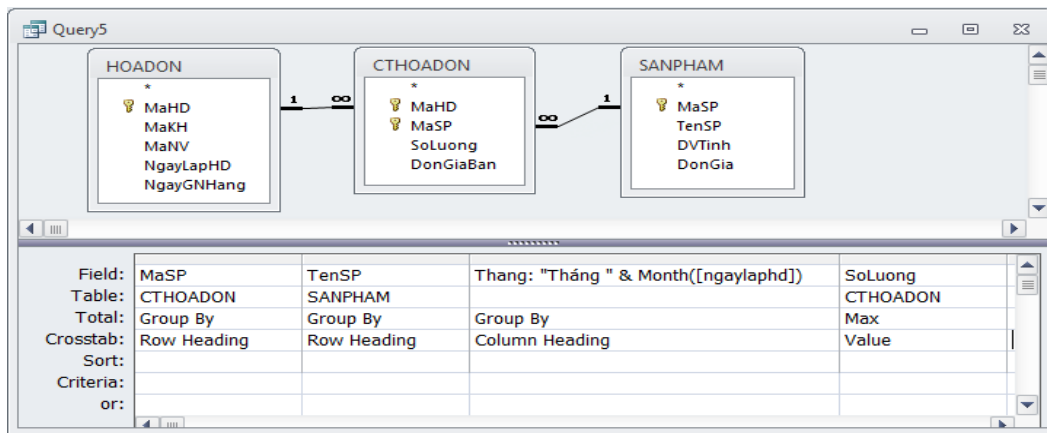 Query5
HOADON
*
MaHD
MaKH
MaNV
NgayLapHD
NgayGNHang
1 ∞
CTHOADON
*
MaHD
MaSP
SoLuong
DonGiaBan
∞ 1
SANPHAM
*
MaSP
TenSP
DVTinh
DonGia
Field: MaSP TenSP Thang: "Tháng " & Month([ngaylaphd]) SoLuong
Table: CTHOADON SANPHAM CTHOADON
Total: Group By Group By Group By Max
Crosstab: Row Heading Row Heading Column Heading Value
Sort:
Criteria:
or: